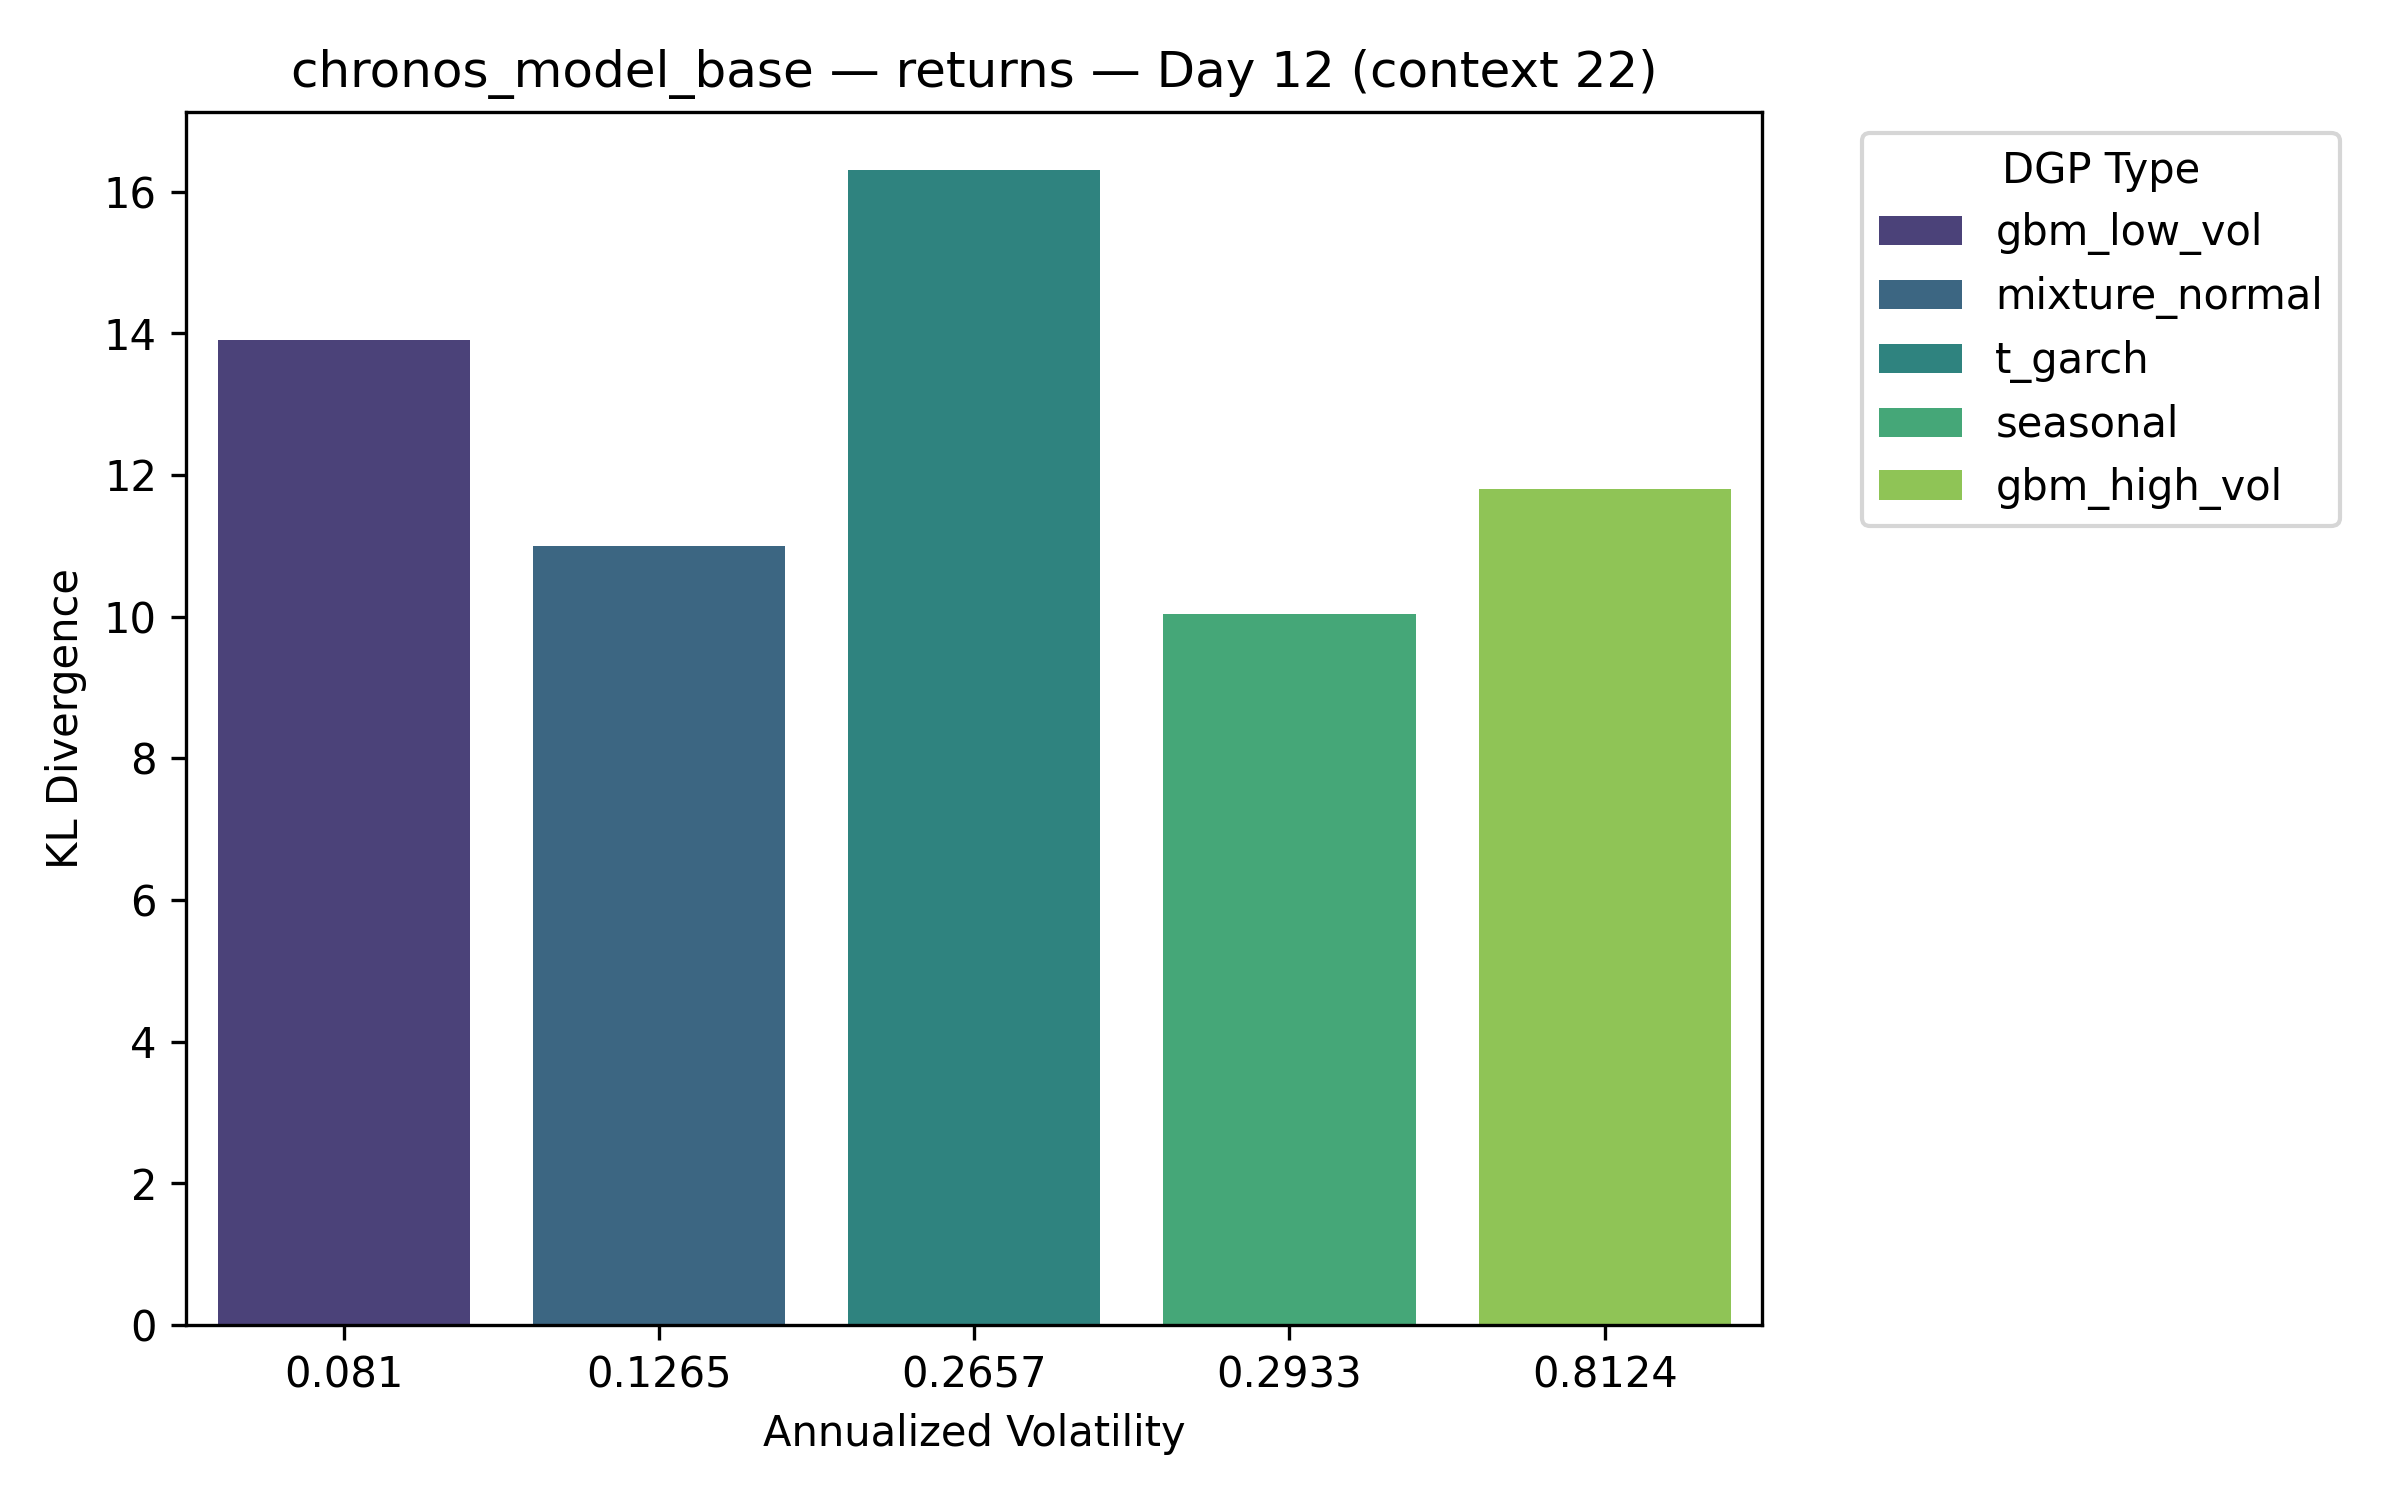 chronos_model_base — returns — Day 12 (context 22)
KL Divergence
16
14
12
10
8
6
4
2
0
0.081 0.1265 0.2657 0.2933 0.8124
Annualized Volatility
DGP Type
gbm_low_vol
mixture_normal
t_garch
seasonal
gbm_high_vol